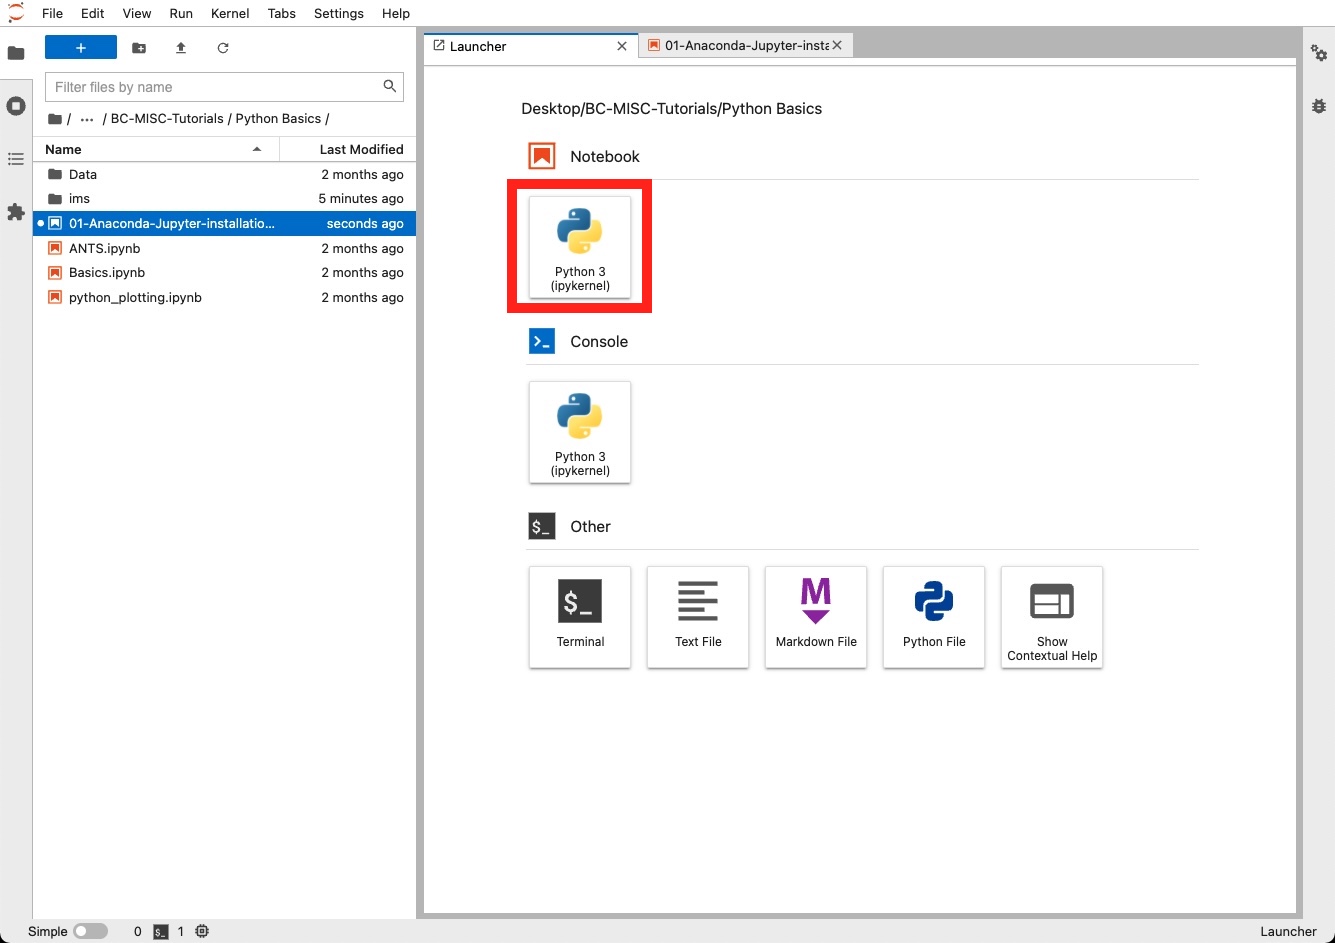 File Edit View Run Kernel Tabs Settings Help
+
Filter files by name
/ ... / BC-MISC-Tutorials / Python Basics /
Name Last Modified
Data 2 months ago
ims 5 minutes ago
01-Anaconda-Jupyter-installatio... seconds ago
ANTS.ipynb 2 months ago
Basics.ipynb 2 months ago
python_plotting.ipynb 2 months ago
Launcher
01-Anaconda-Jupyter-insta
Desktop/BC-MISC-Tutorials/Python Basics
Notebook
Python 3
(ipykernel)
Console
Python 3
(ipykernel)
$_ Other
$_
Terminal
Text File
M
Markdown File
Python File
Show
Contextual Help
Simple 0 $_ 1
Launcher